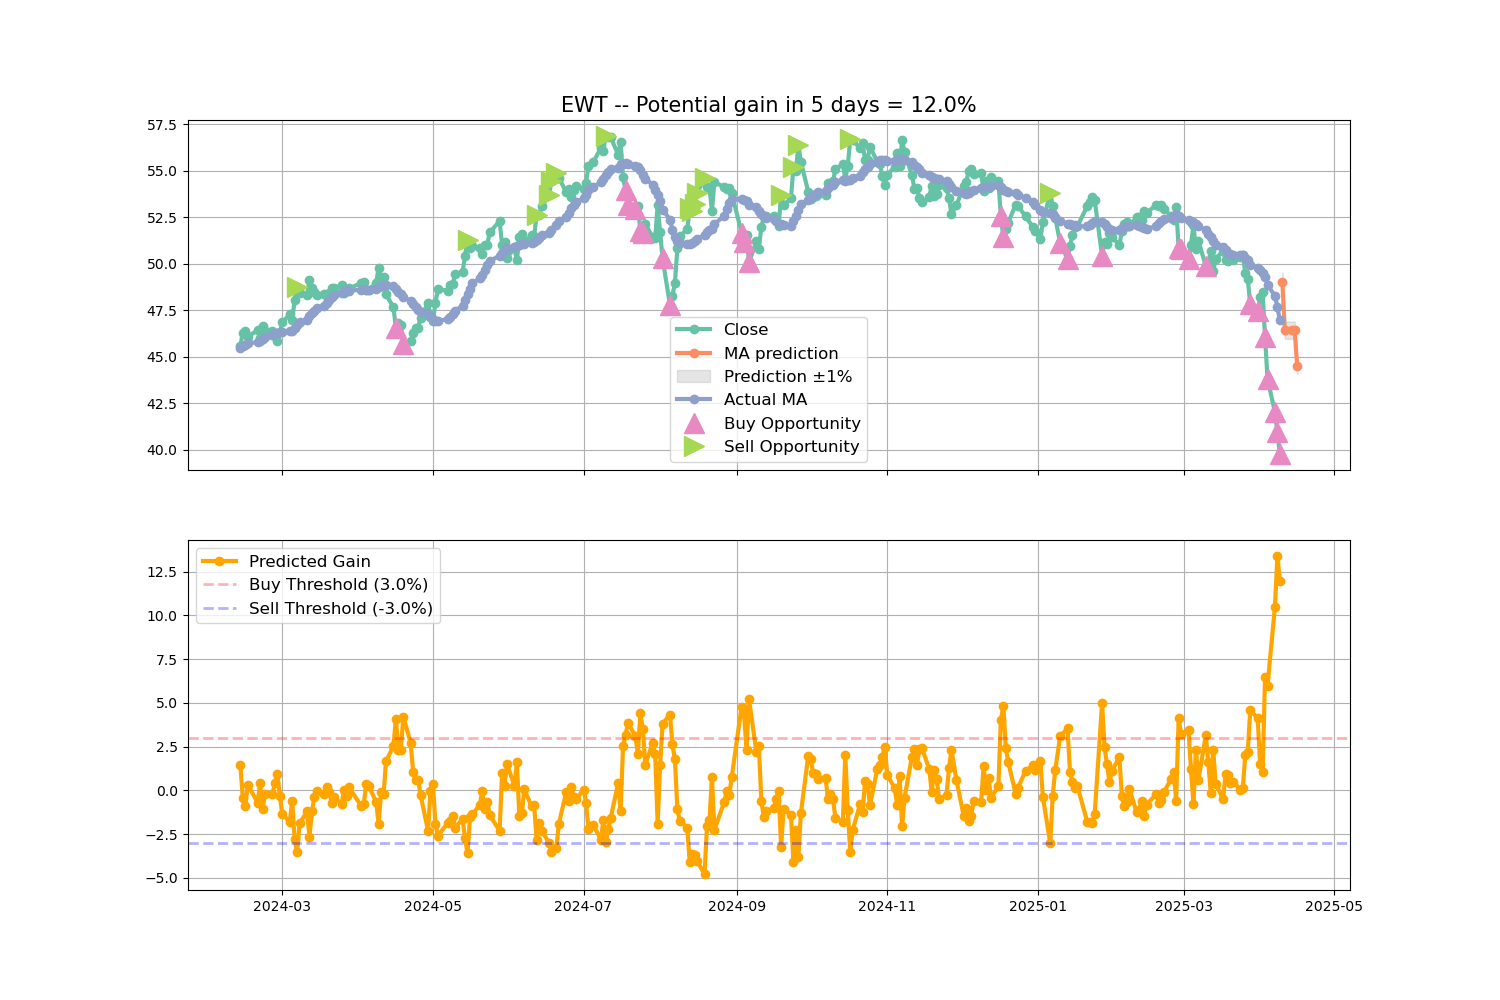 EWT -- Potential gain in 5 days = 12.0%
57.5
55.0
52.5
50.0
47.5
45.0
42.5
40.0
Close
MA prediction
Prediction ±1%
Actual MA
Buy Opportunity
Sell Opportunity
12.5
10.0
7.5
5.0
2.5
0.0
−2.5
−5.0
Predicted Gain
Buy Threshold (3.0%)
Sell Threshold (-3.0%)
2024-03
2024-05
2024-07
2024-09
2024-11
2025-01
2025-03
2025-05